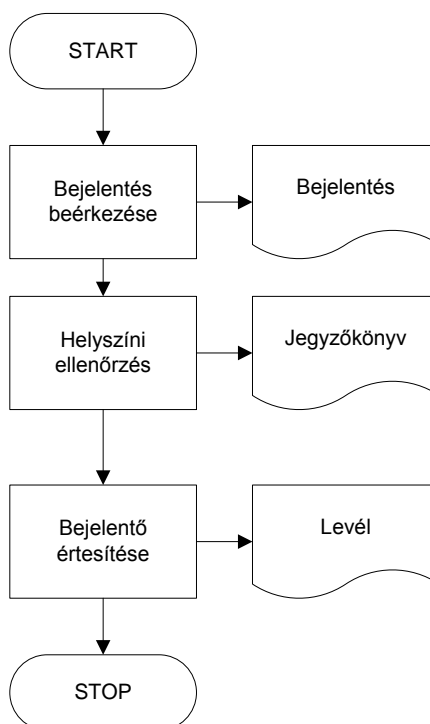 START
Bejelentés
beérkezése
Bejelentés
Helyszíni
ellenőrzés
Jegyzőkönyv
Bejelentő
értesítése
Levél
STOP